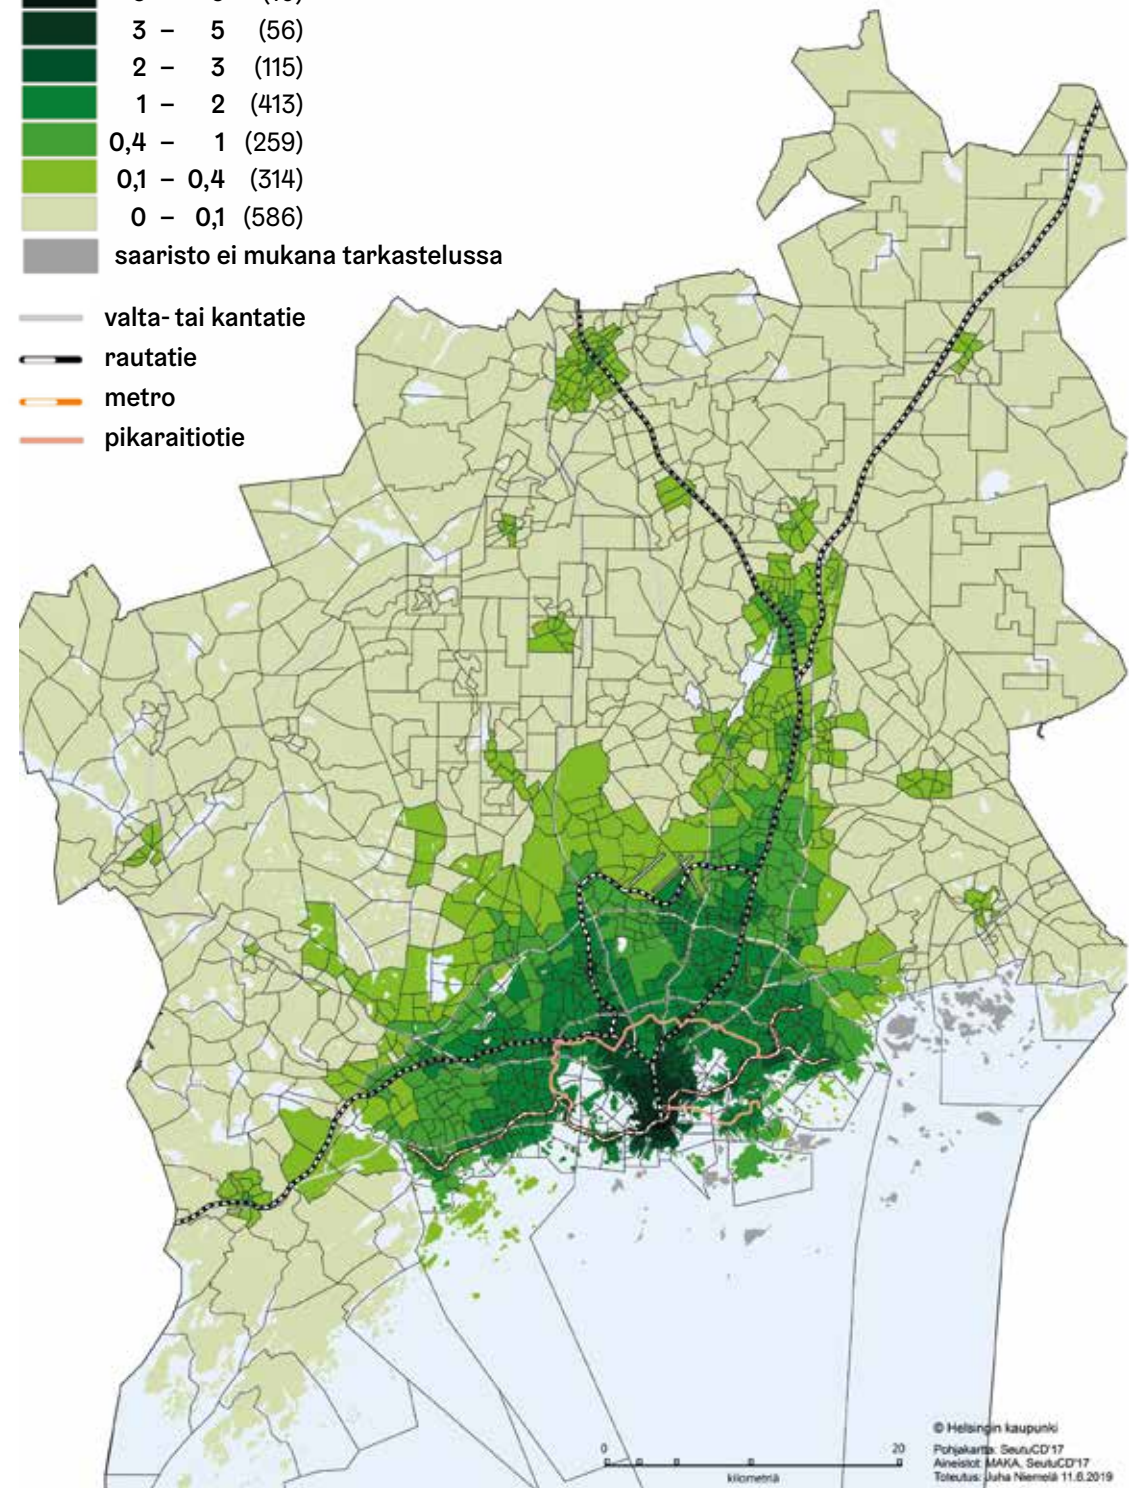 3 – 5 (56)
2 – 3 (115)
1 – 2 (413)
0,4 – 1 (259)
0,1 – 0,4 (314)
0 – 0,1 (586)
saaristo ei mukana tarkastelussa
valta- tai kantatie
rautatie
metro
pikaraitiotie
0 20
kilometriä
© Helsingin kaupunki
Pohjakartta: SeutuCD'17
Aineistot: MAKA, SeutuCD'17
Toteutus: Juha Niemelä 11.6.2019